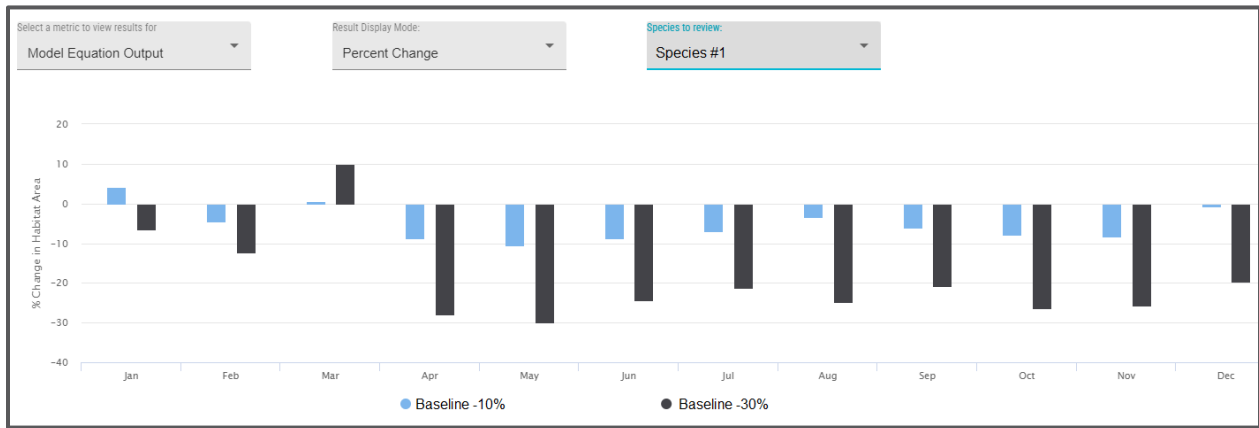 Select a metric to view results for
Model Equation Output
Result Display Mode:
Percent Change
Species to review:
Species #1
% Change in Habitat Area
20
10
0
-10
-20
-30
-40
Jan Feb Mar Apr May Jun Jul Aug Sep Oct Nov Dec
Baseline -10% Baseline -30%